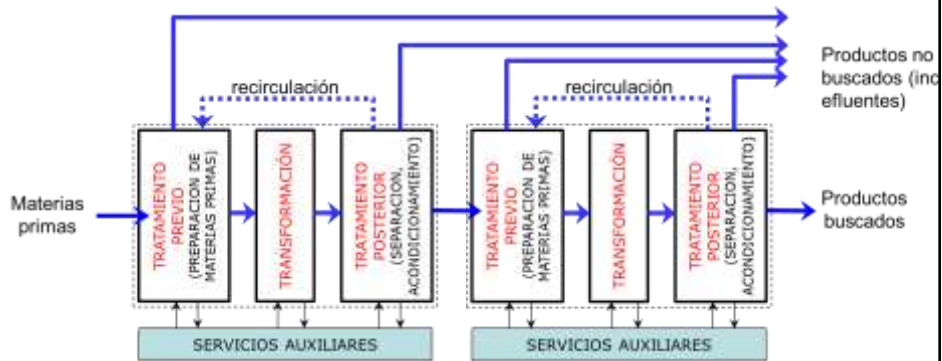 Productos no
buscados (inc
efluentes)
recirculación
recirculación
Materias
primas
TRATAMIENTO
PREVIO
(PREPARACION DE
MATERIAS PRIMAS)
TRANSFORMACIÓN
TRATAMIENTO
POSTERIOR
(SEPARACION,
ACONDICIONAMIENTO)
TRATAMIENTO
PREVIO
(PREPARACION DE
MATERIAS PRIMAS)
TRANSFORMACIÓN
TRATAMIENTO
POSTERIOR
(SEPARACION,
ACONDICIONAMIENTO)
Productos
buscados
SERVICIOS AUXILIARES
SERVICIOS AUXILIARES